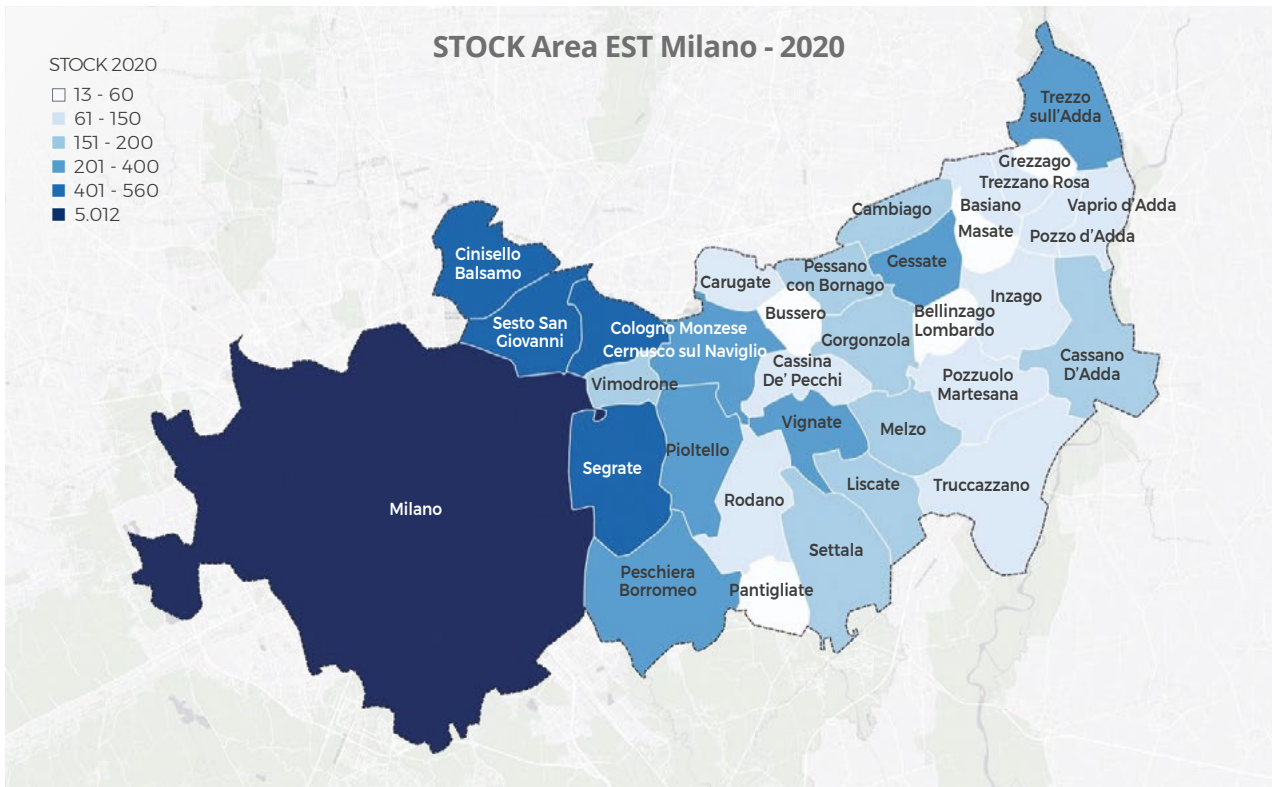 STOCK Area EST Milano - 2020
STOCK 2020
13 - 60
61 - 150
151 - 200
201 - 400
401 - 560
5.012
Trezzo
sull'Adda
Grezzago
Trezzano Rosa
Cambiago
Basiano
Vaprio d'Adda
Masate
Pozzo d'Adda
Cinisello
Balsamo
Pessano
con Bornago
Gessate
Carugate
Inzago
Bussero
Bellinzago
Lombardo
Sesto San
Giovanni
Cologno Monzese
Cernusco sul Naviglio
Gorgonzola
Cassano
D'Adda
Cassina
De' Pecchi
Vimodrone
Pozzuolo
Martesana
Vignate
Melzo
Pioltello
Segrate
Liscate
Truccazzano
Rodano
Milano
Settala
Peschiera
Borromeo
Pantigliate